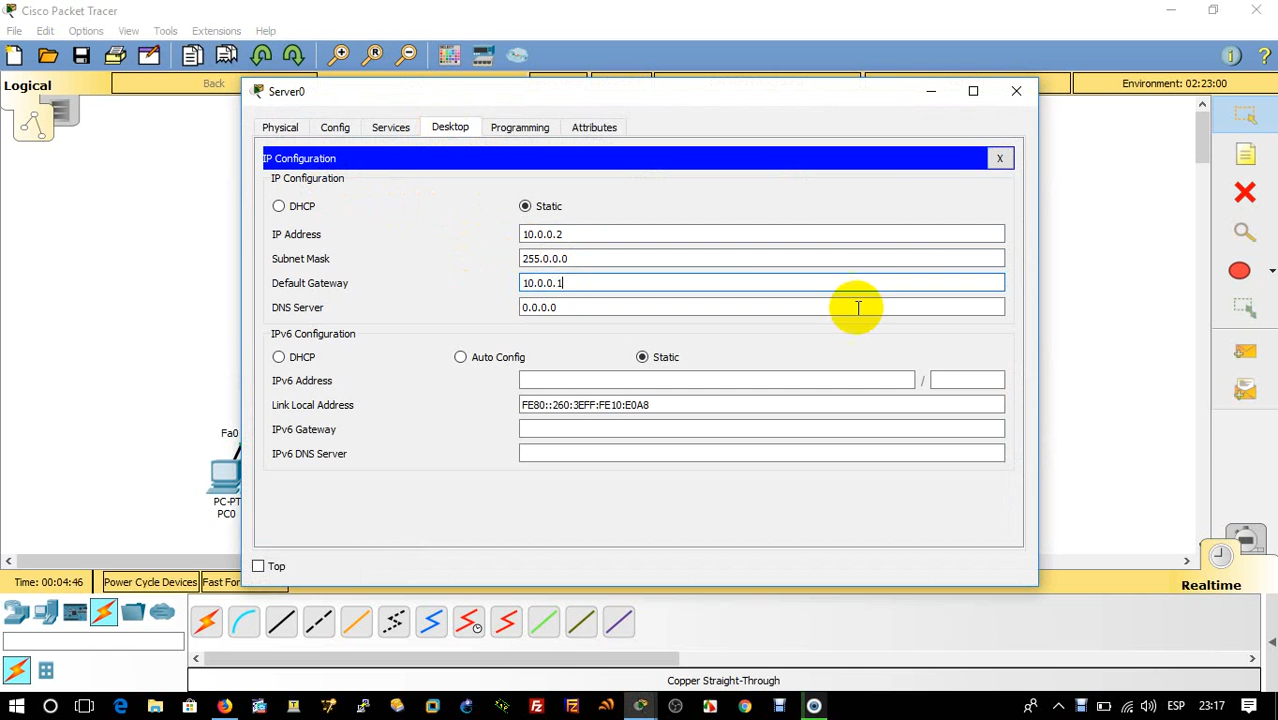 Cisco Packet Tracer
File Edit Options View Tools Extensions Help
Logical
Back
Environment: 02:23:00
Server0
Physical Config Services Desktop Programming Attributes
IP Configuration
X
IP Configuration
DHCP Static
IP Address 10.0.0.2
Subnet Mask 255.0.0.0
Default Gateway 10.0.0.1
DNS Server 0.0.0.0
IPv6 Configuration
DHCP Auto Config Static
IPv6 Address /
Link Local Address FE80::260:3EFF:FE10:E0A8
IPv6 Gateway
IPv6 DNS Server
Fa0
PC-PT
PC0
Top
Time: 00:04:46 Power Cycle Devices Fast For
Realtime
Copper Straight-Through
ESP 23:17